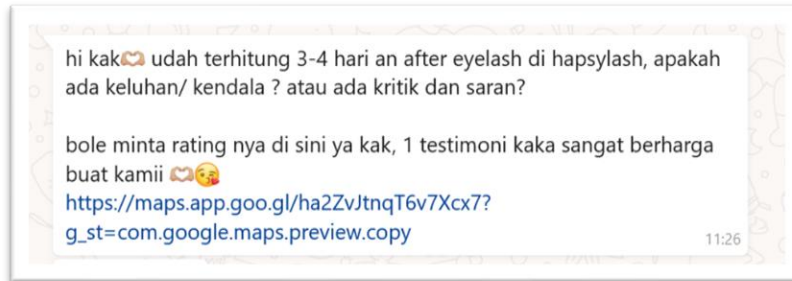 hi kak🫶🏼 udah terhitung 3-4 hari an after eyelash di hapsylash, apakah
ada keluhan/ kendala ? atau ada kritik dan saran?
bole minta rating nya di sini ya kak, 1 testimoni kaka sangat berharga
buat kamii 🫶🏼😘
https://maps.app.goo.gl/ha2ZvJtnqT6v7Xcx7?
g_st=com.google.maps.preview.copy
11:26